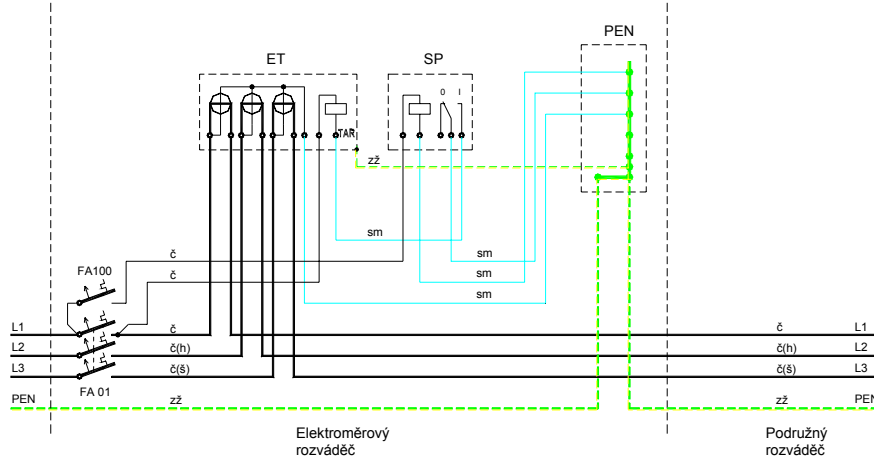 PEN
ET
SP
0 I
TAR
zž
sm
sm
sm
sm
č
č
FA100
L1 č č L1
L2 č(h) č(h) L2
L3 č(š) č(š) L3
FA 01
PEN zž zž PEN
Elektroměrový
rozváděč
Podružný
rozváděč